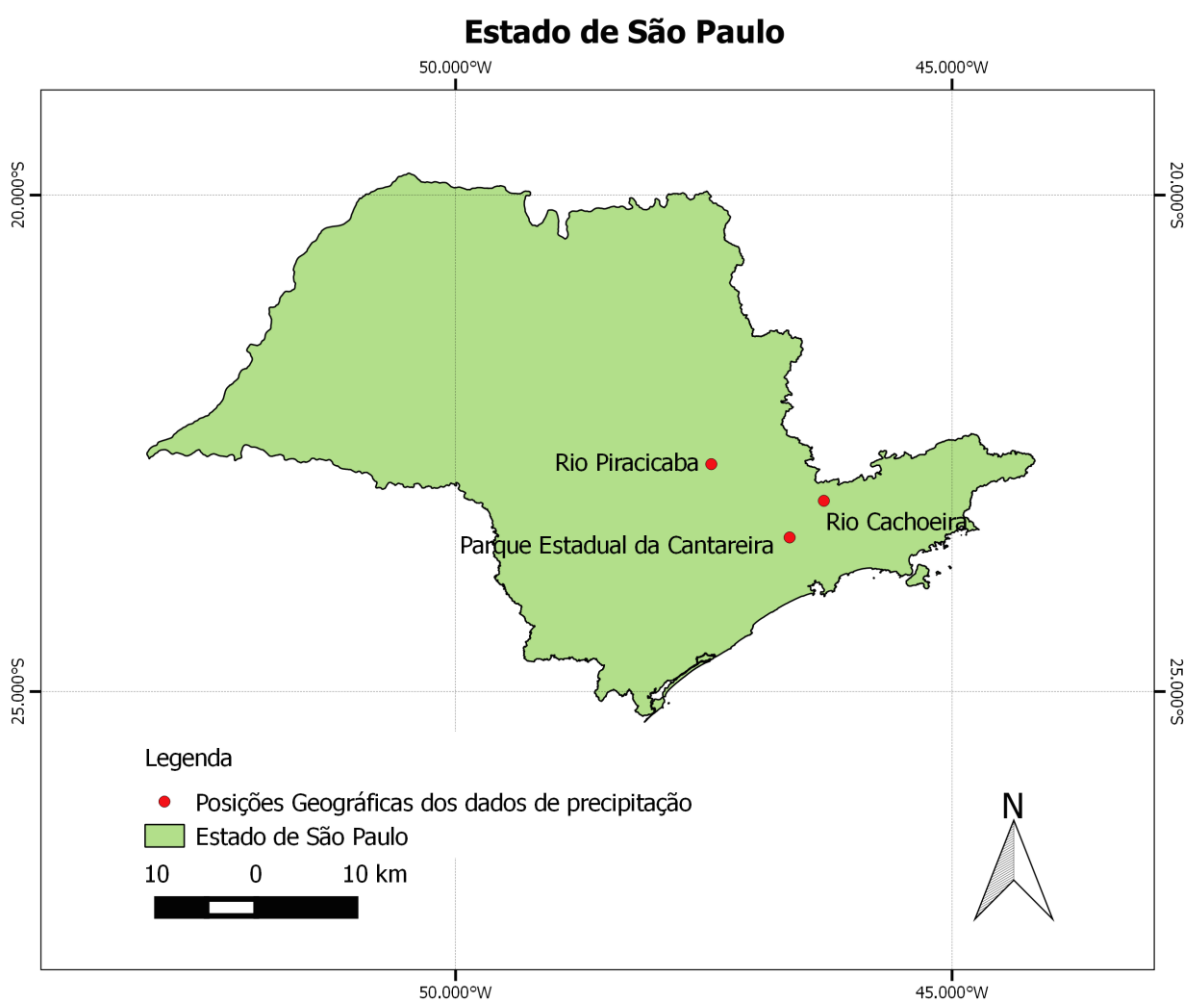 Estado de São Paulo
50.000°W 45.000°W
20.000°S 20.000°S
Rio Piracicaba
Rio Cachoeira
Parque Estadual da Cantareira
25.000°S 25.000°S
Legenda
Posições Geográficas dos dados de precipitação
Estado de São Paulo
10 0 10 km
N
50.000°W 45.000°W